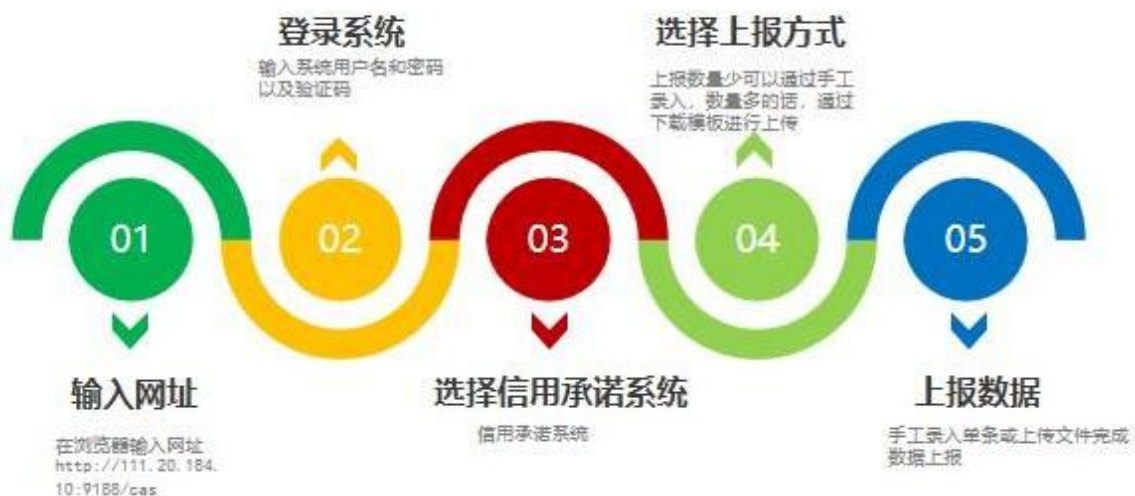 01
输入网址
在浏览器输入网址
http://111.20.184.
10:9188/cas
02
登录系统
输入系统用户名和密码
以及验证码
03
选择信用承诺系统
信用承诺系统
04
选择上报方式
上报数量少可以通过手工
录入，数量多的话，通过
下载模板进行上传
05
上报数据
手工录入单条或上传文件完成
数据上报